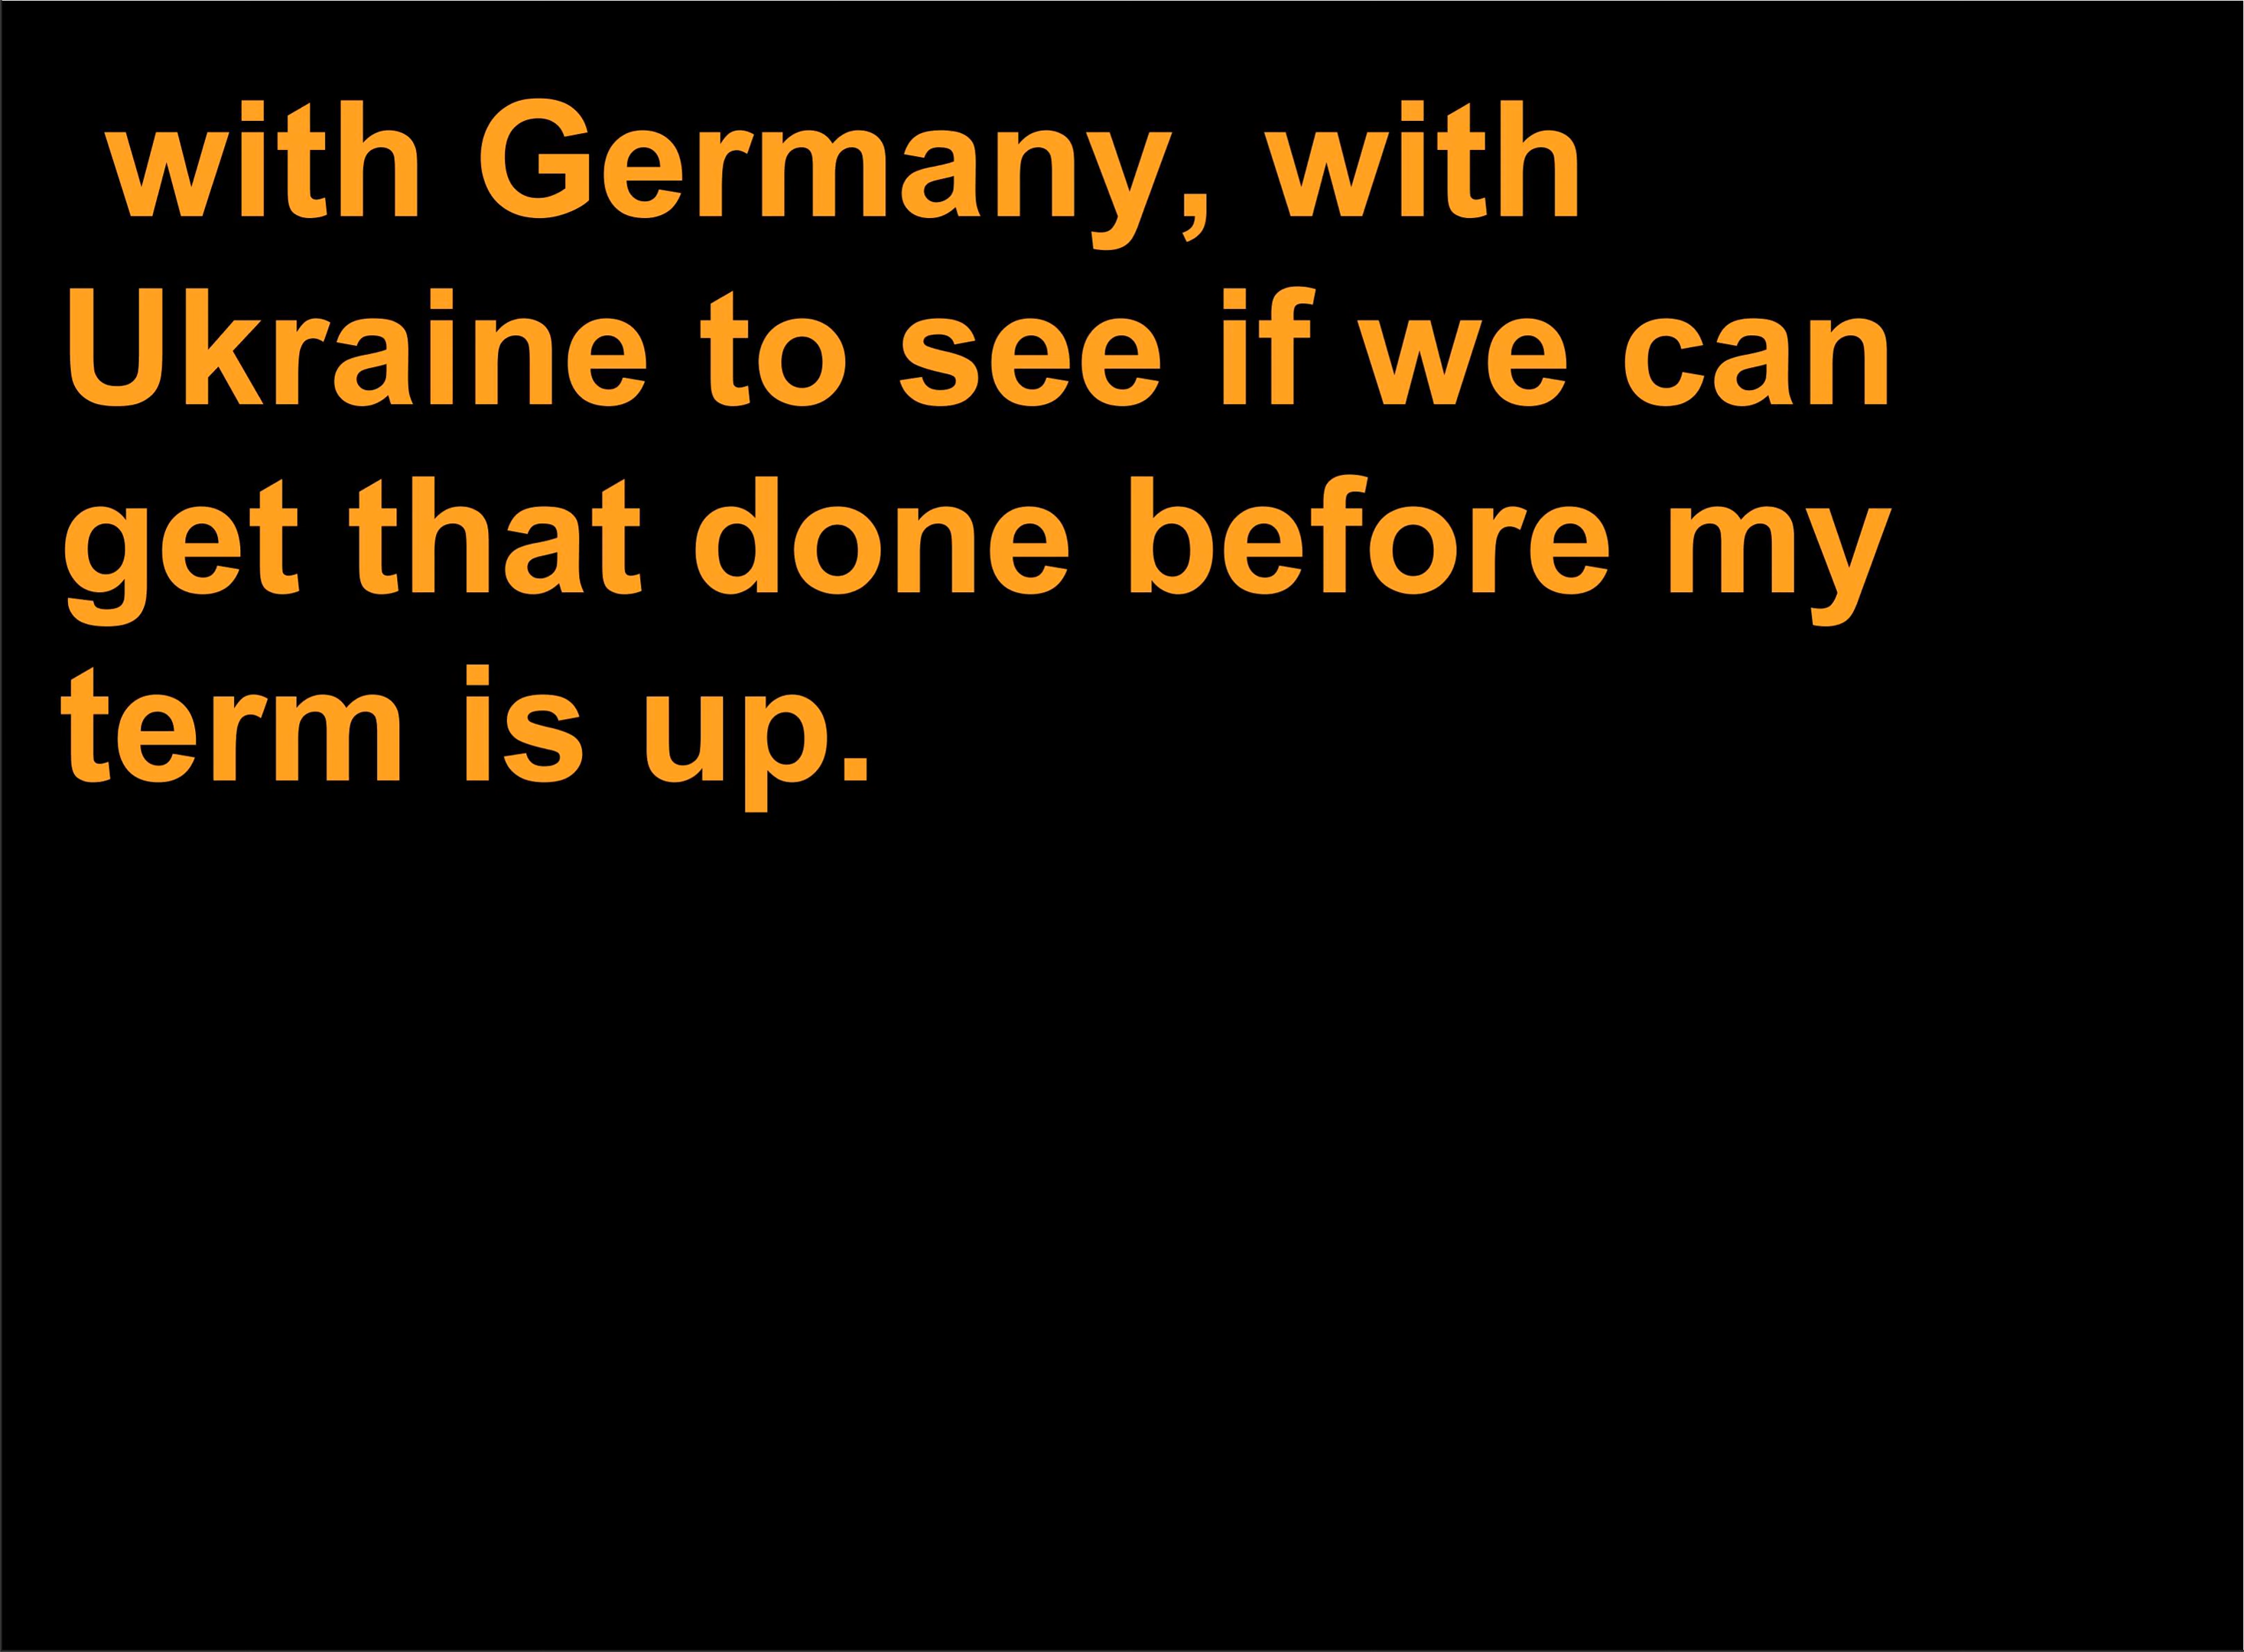 with Germany, with
Ukraine to see if we can
get that done before my
term is up.